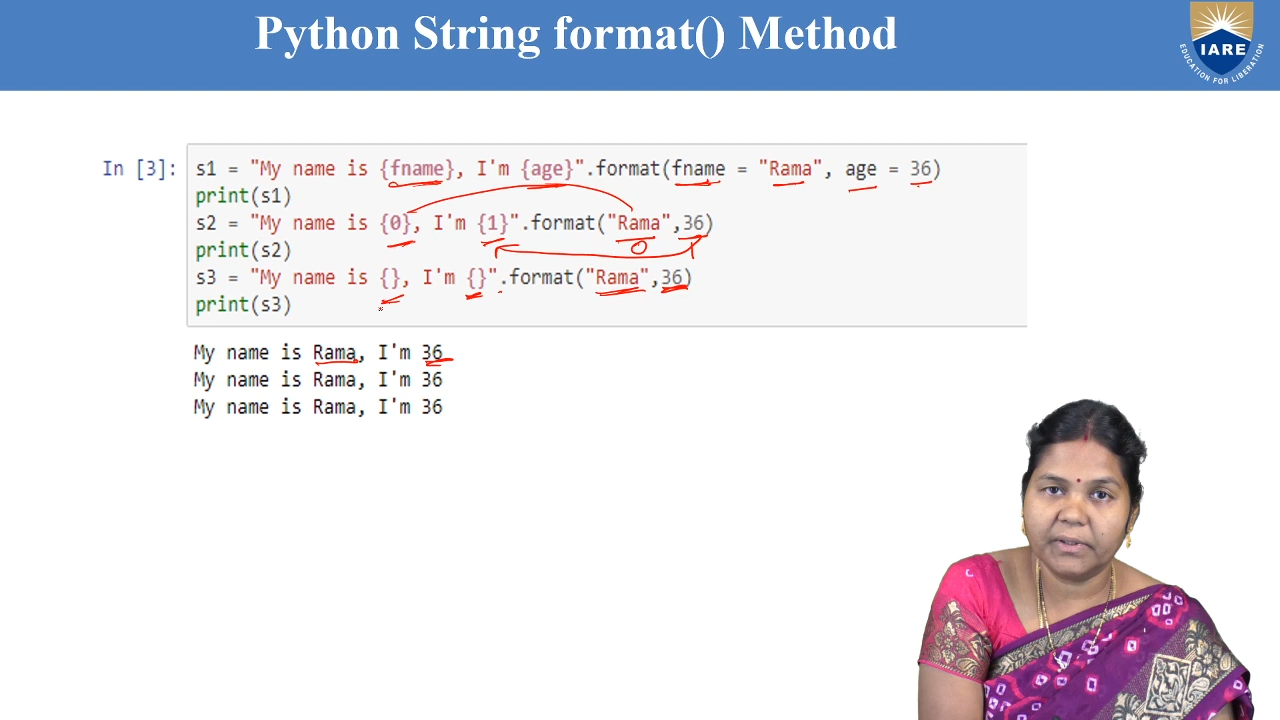 Python String format() Method
IARE
EDUCATION FOR LIBERATION
In [3]: s1 = "My name is {fname}, I'm {age}".format(fname = "Rama", age = 36)
print(s1)
s2 = "My name is {0}, I'm {1}".format("Rama",36)
0 1
print(s2)
s3 = "My name is {}, I'm {}".format("Rama",36)
print(s3)
My name is Rama, I'm 36
My name is Rama, I'm 36
My name is Rama, I'm 36